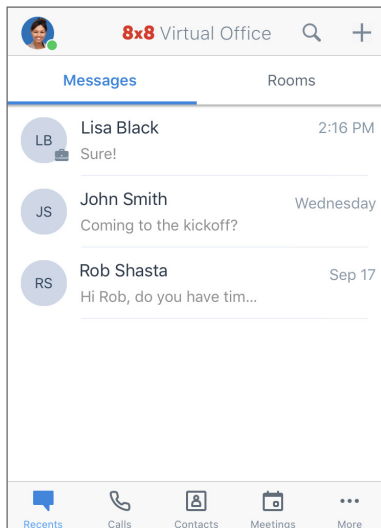 8x8 Virtual Office
Messages Rooms
LB Lisa Black 2:16 PM
Sure!
JS John Smith Wednesday
Coming to the kickoff?
RS Rob Shasta Sep 17
Hi Rob, do you have tim...
Recents Calls Contacts Meetings More